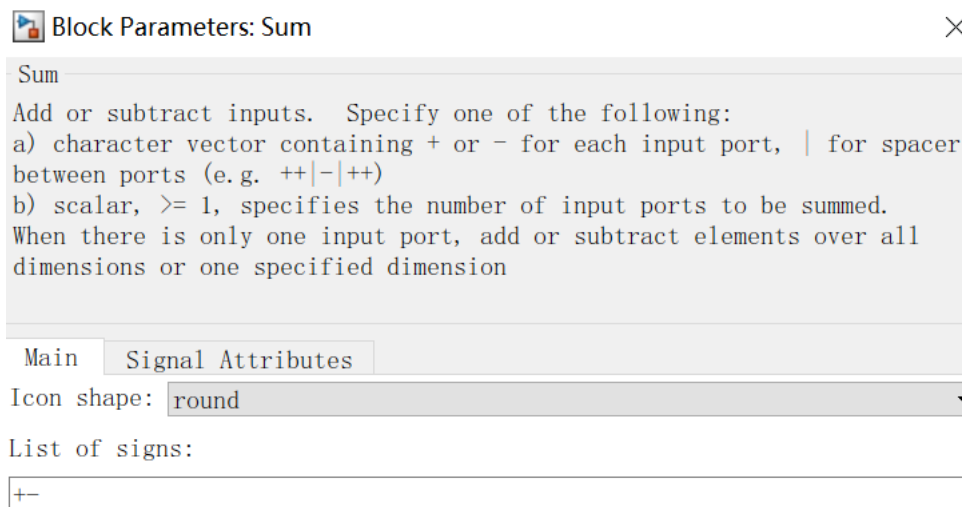 Block Parameters: Sum
Sum
Add or subtract inputs.  Specify one of the following:
a) character vector containing + or - for each input port, | for spacer
between ports (e.g. ++|-|++)
b) scalar, >= 1, specifies the number of input ports to be summed.
When there is only one input port, add or subtract elements over all
dimensions or one specified dimension
Main Signal Attributes
Icon shape: round
List of signs:
+-